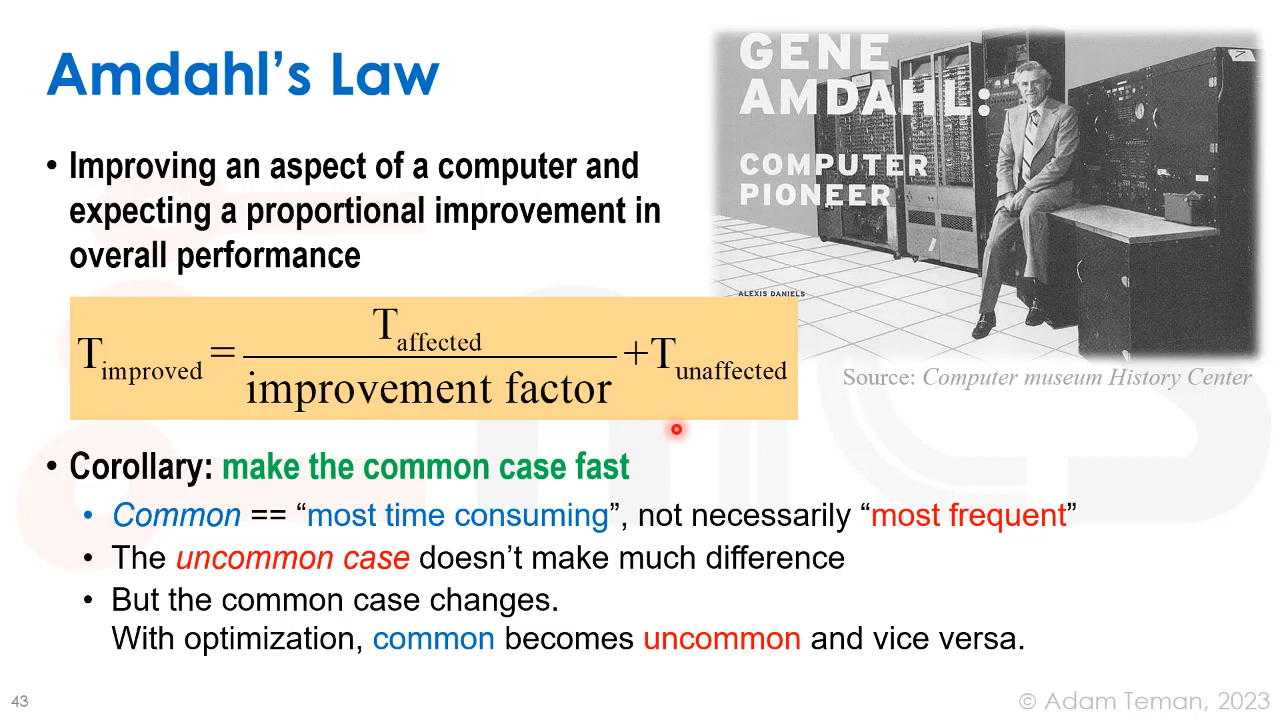 Amdahl's Law
• Improving an aspect of a computer and
expecting a proportional improvement in
overall performance
GENE
AMDAHL:
COMPUTER
PIONEER
ALEXIS DANIELS
T improved = T affected / improvement factor + T unaffected
Source: Computer museum History Center
• Corollary: make the common case fast
• Common == “most time consuming”, not necessarily “most frequent”
• The uncommon case doesn’t make much difference
• But the common case changes.
With optimization, common becomes uncommon and vice versa.
43
© Adam Teman, 2023